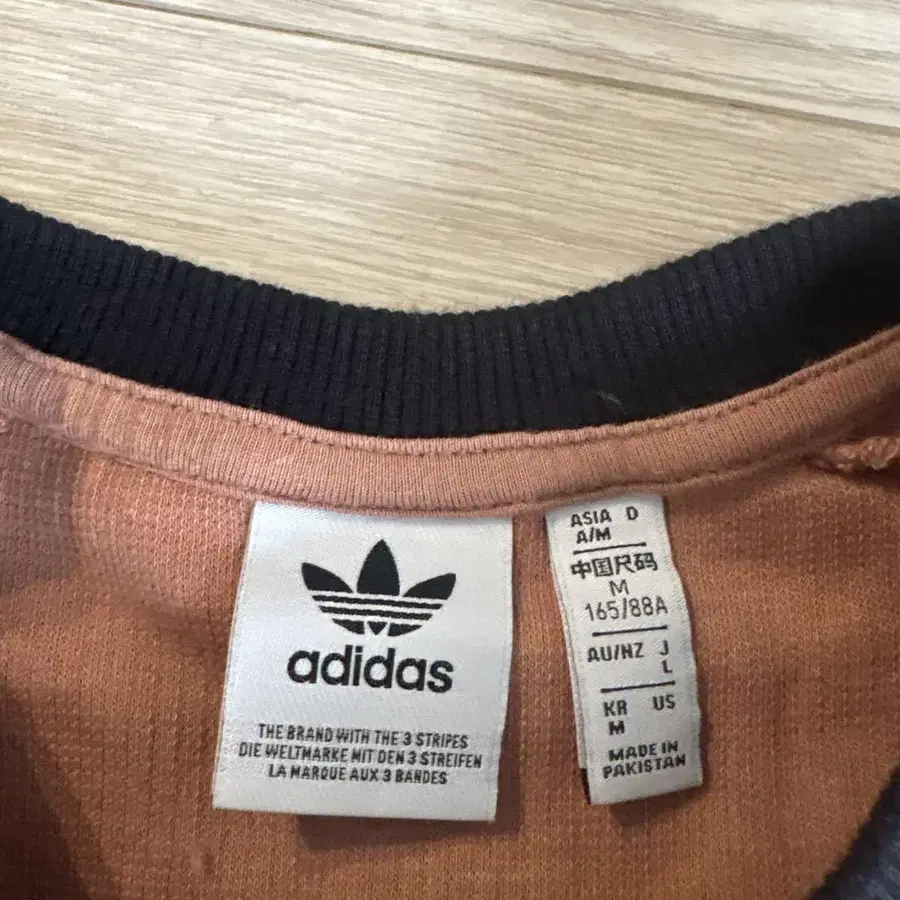 adidas
THE BRAND WITH THE 3 STRIPES
DIE WELTMARKE MIT DEN 3 STREIFEN
LA MARQUE AUX 3 BANDES
ASIA D
A/M
中国尺码
M
165/88A
AU/NZ J
L
KR US
M
MADE IN
PAKISTAN